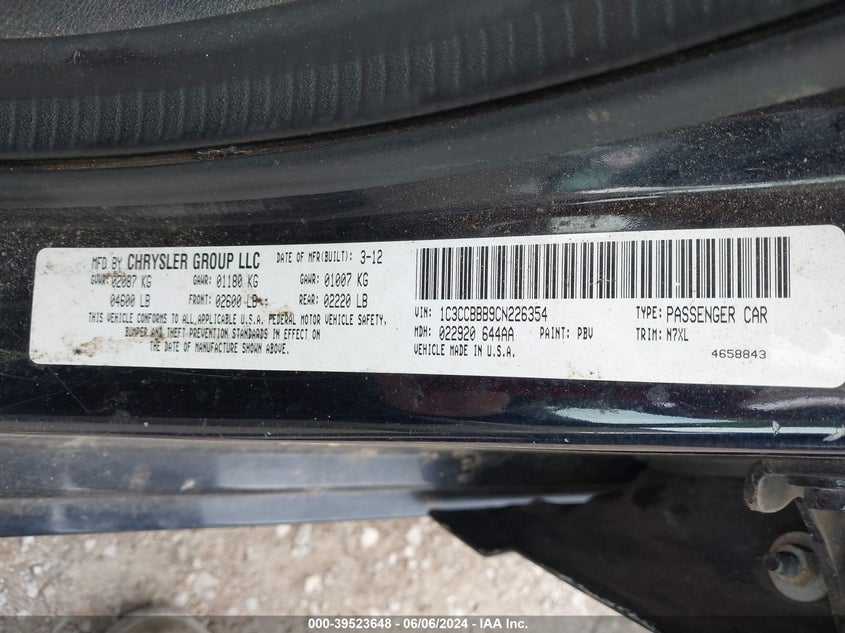 MFD BY CHRYSLER GROUP LLC DATE OF MFR(BUILT): 3-12
GVWR: 02087 KG GAWR: 01180 KG GAWR: 01007 KG
04600 LB FRONT: 02600 LB REAR: 02220 LB
THIS VEHICLE CONFORMS TO ALL APPLICABLE U.S.A. FEDERAL MOTOR VEHICLE SAFETY,
BUMPER AND THEFT PREVENTION STANDARDS IN EFFECT ON
THE DATE OF MANUFACTURE SHOWN ABOVE.
VIN: 1C3CCBBB9CN226354 TYPE: PASSENGER CAR
MDH: 022920 644AA PAINT: PBV TRIM: N7XL
VEHICLE MADE IN U.S.A. 4658843
000-39523648 - 06/06/2024 - IAA Inc.